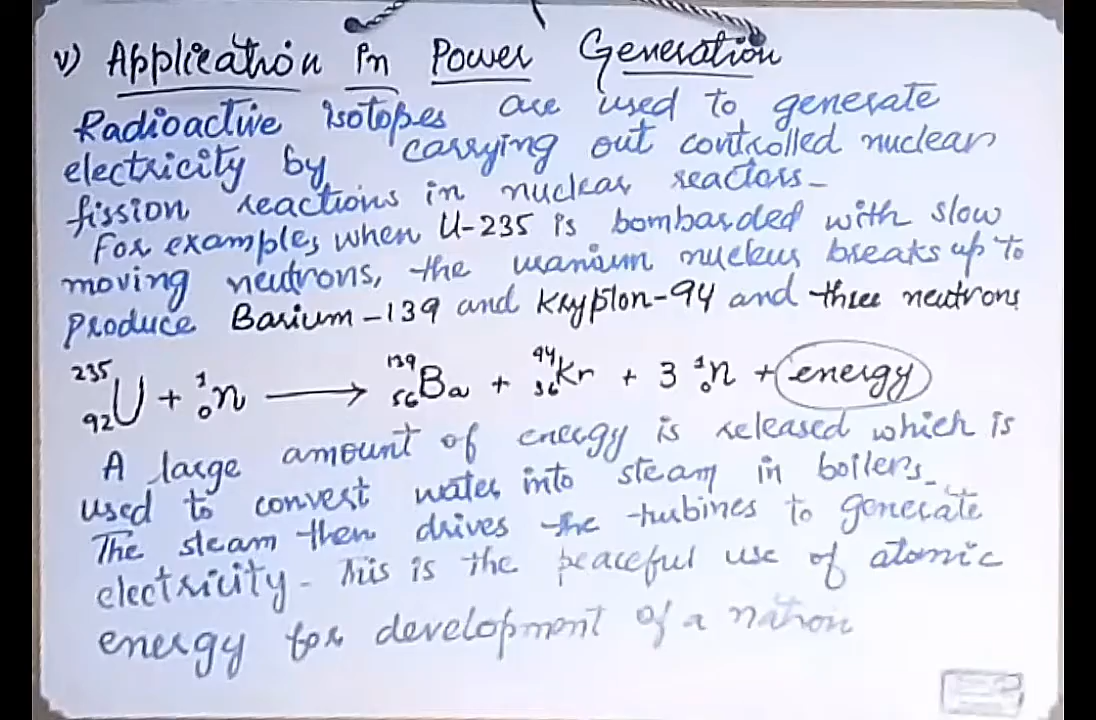 v) Application in Power Generation
Radioactive isotopes are used to generate
electricity by carrying out controlled nuclear
fission reactions in nuclear reactors-
For examples, when U-235 is bombarded with slow
moving neutrons, the uranium nucleus breaks up to
produce Barium-139 and Krypton-94 and three neutrons
²³⁵₉₂U + ¹₀n ⟶ ¹³⁹₅₆Ba + ⁹⁴₃₆Kr + 3 ¹₀n + energy
A large amount of energy is released which is
used to convert water into steam in boilers.
The steam then drives the turbines to generate
electricity- This is the peaceful use of atomic
energy for development of a nation